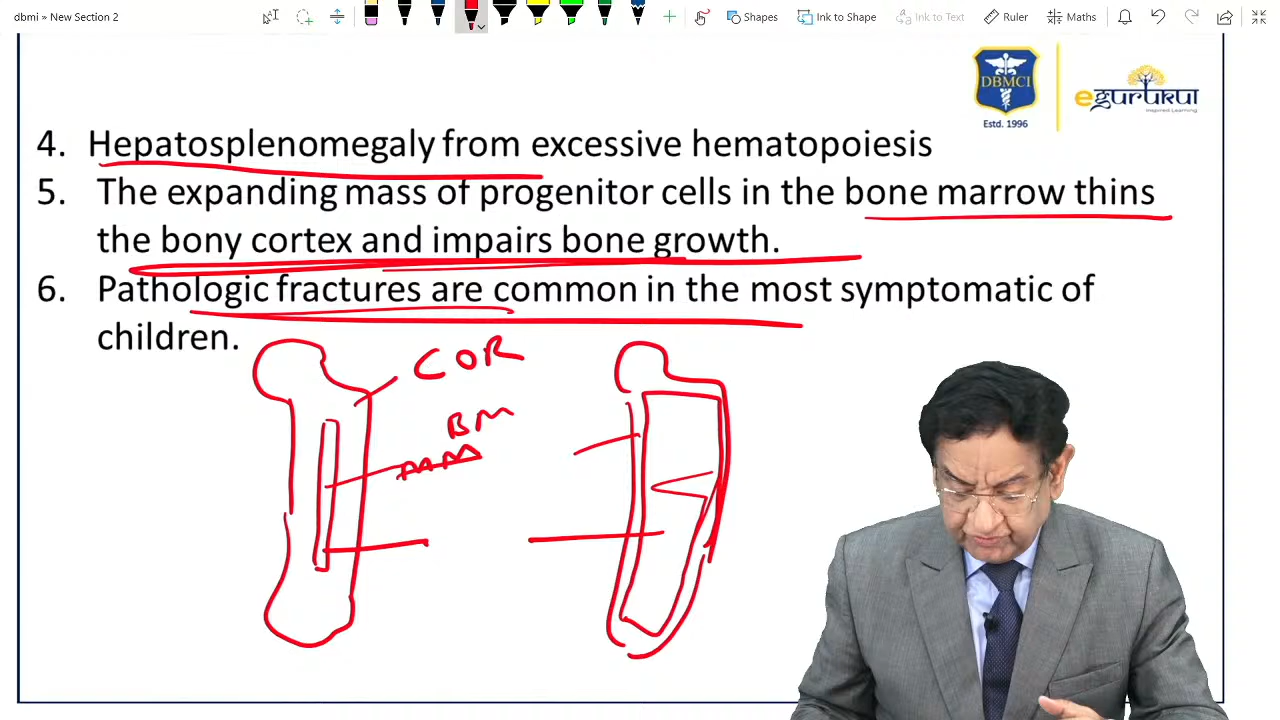 dbmi » New Section 2
Shapes
Ink to Shape
Ink to Text
Ruler
Maths
DBMCI
Estd. 1996
egurukul
Inspired Learning
4. Hepatosplenomegaly from excessive hematopoiesis
5. The expanding mass of progenitor cells in the bone marrow thins
the bony cortex and impairs bone growth.
6. Pathologic fractures are common in the most symptomatic of
children.
COR
BM